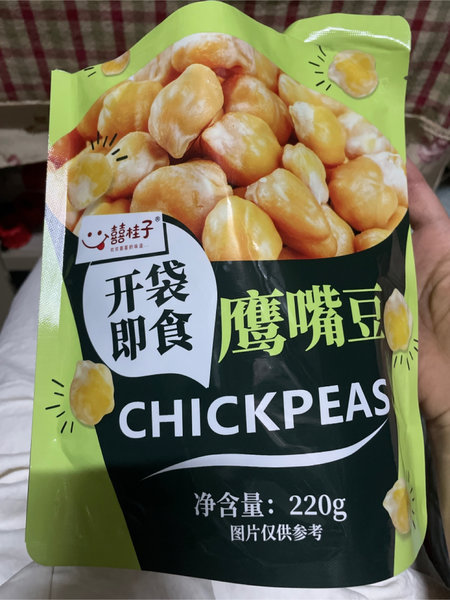 囍桂子®
开袋
即食
鹰嘴豆
CHICKPEAS
净含量：220g
图片仅供参考